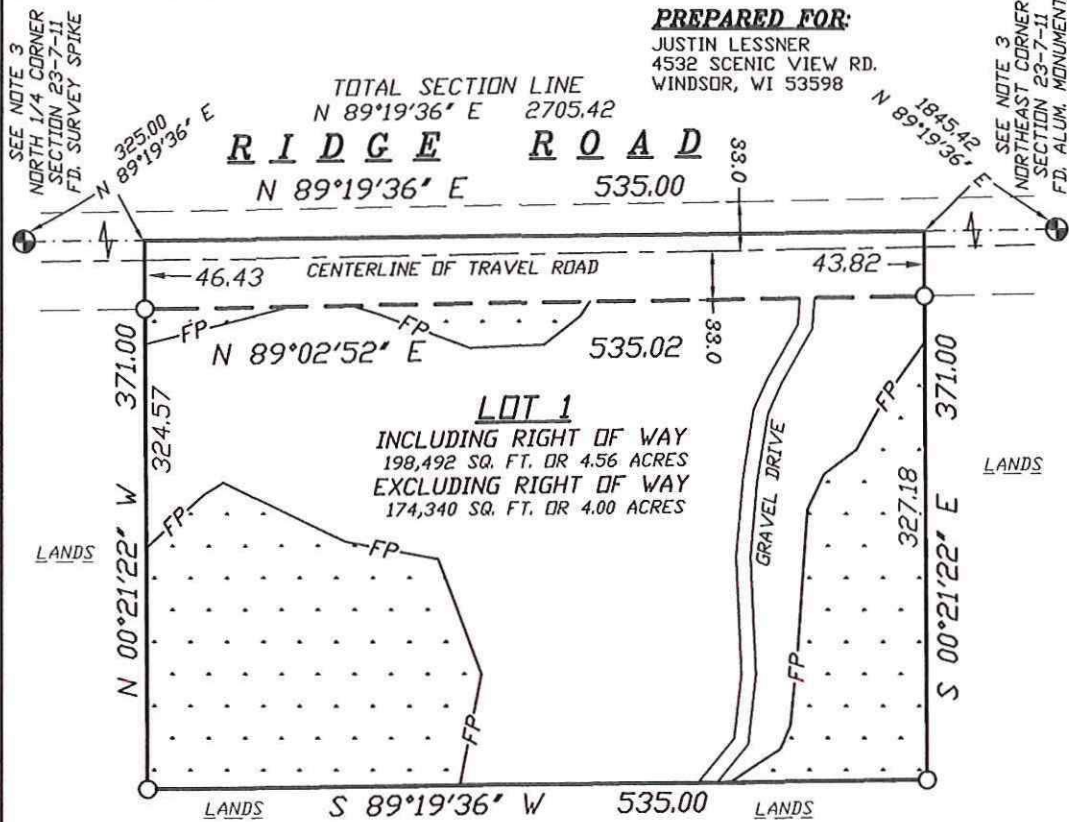 SEE NOTE 3
NORTH 1/4 CORNER
SECTION 23-7-11
FD. SURVEY SPIKE
PREPARED FOR:
JUSTIN LESSNER
4532 SCENIC VIEW RD.
WINDSOR, WI 53598
SEE NOTE 3
NORTHEAST CORNER
SECTION 23-7-11
FD. ALUM. MONUMENT
TOTAL SECTION LINE
N 89°19'36" E 2705.42
325.00
N 89°19'36" E
1845.42
N 89°19'36" E
RIDGE ROAD
N 89°19'36" E 535.00
33.0
46.43
CENTERLINE OF TRAVEL ROAD
43.82
FP
FP
N 89°02'52" E 535.02
33.0
371.00
324.57
N 00°21'22" W
LOT 1
INCLUDING RIGHT OF WAY
198,492 SQ. FT. OR 4.56 ACRES
EXCLUDING RIGHT OF WAY
174,340 SQ. FT. OR 4.00 ACRES
GRAVEL DRIVE
FP
371.00
327.18
S 00°21'22" E
LANDS
LANDS
FP
FP
FP
FP
LANDS
S 89°19'36" W 535.00
LANDS